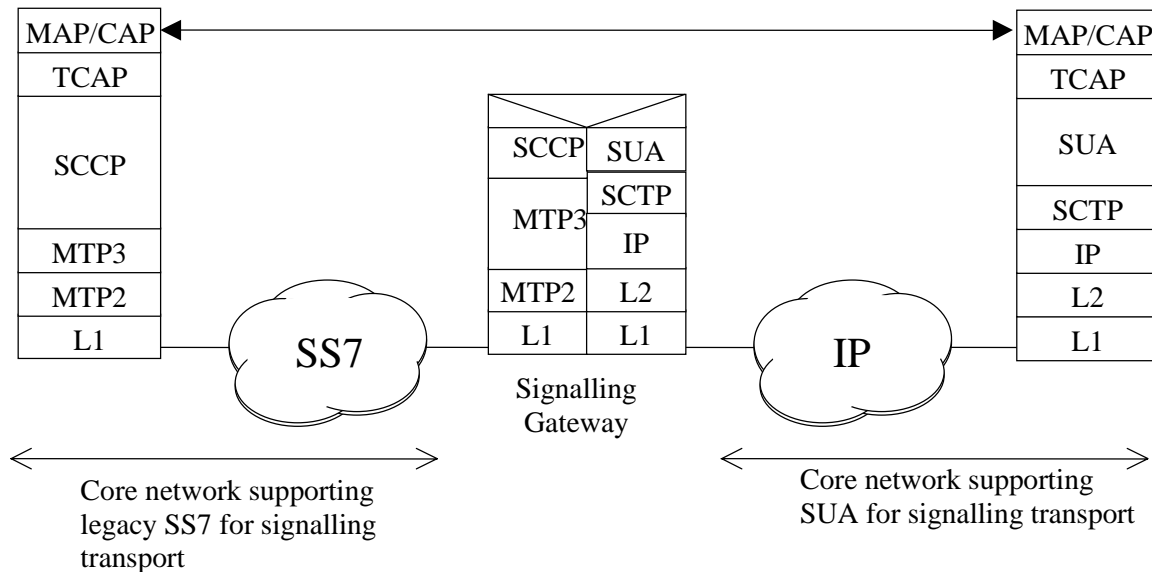 MAP/CAP
TCAP
SCCP
MTP3
MTP2
L1
SS7
SCCP
MTP3
MTP2
L1
SUA
SCTP
IP
L2
L1
Signalling
Gateway
IP
MAP/CAP
TCAP
SUA
SCTP
IP
L2
L1
Core network supporting
legacy SS7 for signalling
transport
Core network supporting
SUA for signalling transport